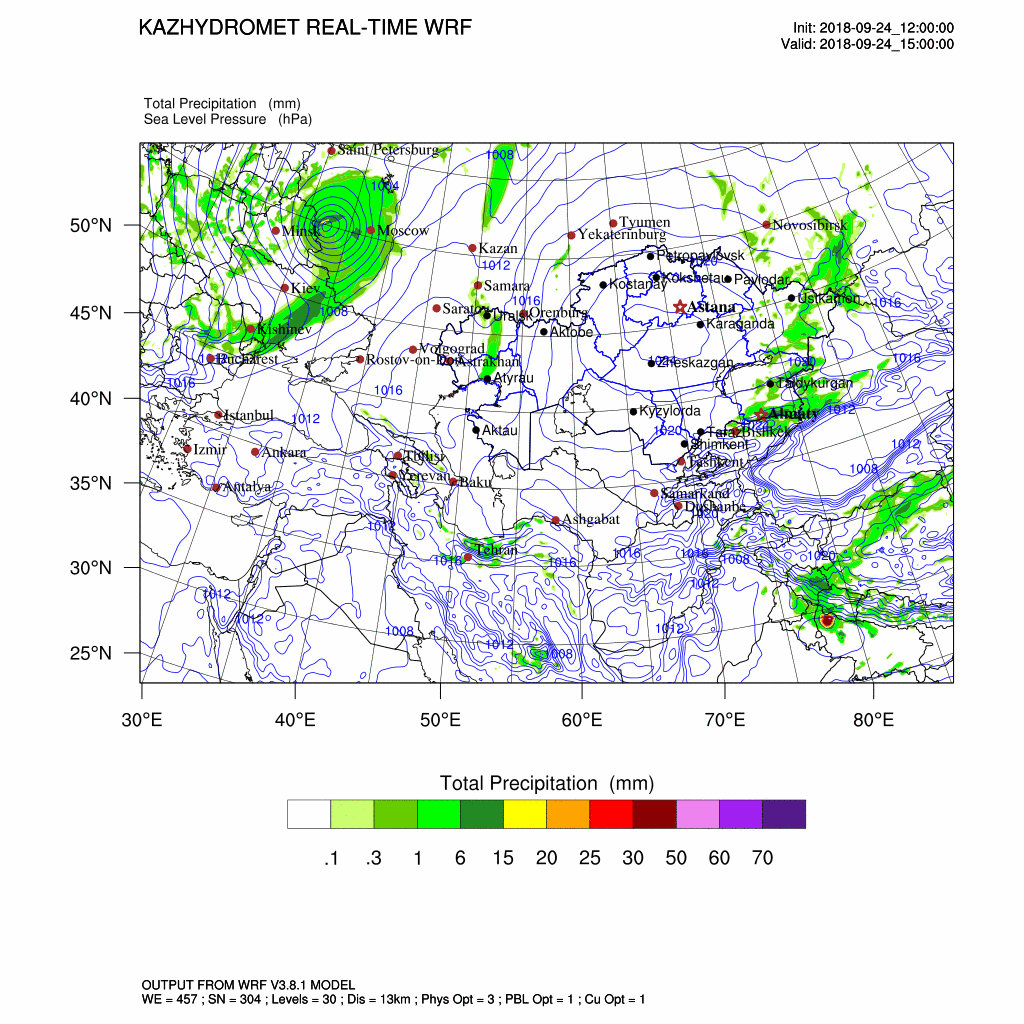 KAZHYDROMET REAL-TIME WRF
Init: 2018-09-24_12:00:00
Valid: 2018-09-24_15:00:00
Total Precipitation (mm)
Sea Level Pressure (hPa)
Saint Petersburg
1008
1004
50°N
Minsk
Moscow
Tyumen
Yekaterinburg
Novosibirsk
Kazan
Petropavlovsk
1020
1012
Kokshetau
Pavlodar
Kiev
Samara
Kostanay
Ustkamen
1016
1016
45°N
1008
Saratov
Uralsk
Orenburg
Astana
Kishinev
Aktobe
Karaganda
Bucharest
Rostov-on-Don
Volgograd
Astrakhan
1024
Zheskazgan
1020
1016
1016
Atyrau
Taldykurgan
1016
40°N
Istanbul
1012
Kyzylorda
Almaty
1012
Aktau
1020
Taraz
Bishkek
1024
Izmir
Ankara
Tbilisi
Shimkent
1012
Tashkent
1008
35°N
Antalya
Yerevan
Baku
Samarkand
Dushanbe
1020
1012
Ashgabat
Tehran
1016
1016
1016
1016
1008
1020
30°N
1012
1012
1012
1008
1012
1012
1008
25°N
30°E
40°E
50°E
60°E
70°E
80°E
Total Precipitation (mm)
.1 .3 1 6 15 20 25 30 50 60 70
OUTPUT FROM WRF V3.8.1 MODEL
WE = 457 ; SN = 304 ; Levels = 30 ; Dis = 13km ; Phys Opt = 3 ; PBL Opt = 1 ; Cu Opt = 1